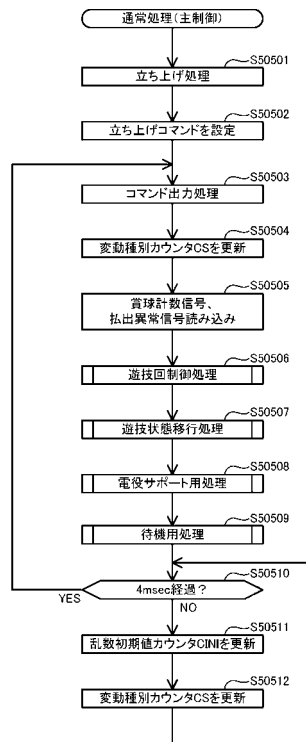 通常処理(主制御)
S50501
立ち上げ処理
S50502
立ち上げコマンドを設定
S50503
コマンド出力処理
S50504
変動種別カウンタCSを更新
S50505
賞球計数信号、
払出異常信号読み込み
S50506
遊技回制御処理
S50507
遊技状態移行処理
S50508
電役サポート用処理
S50509
待機用処理
S50510
4msec経過?
YES
NO
S50511
乱数初期値カウンタCINIを更新
S50512
変動種別カウンタCSを更新